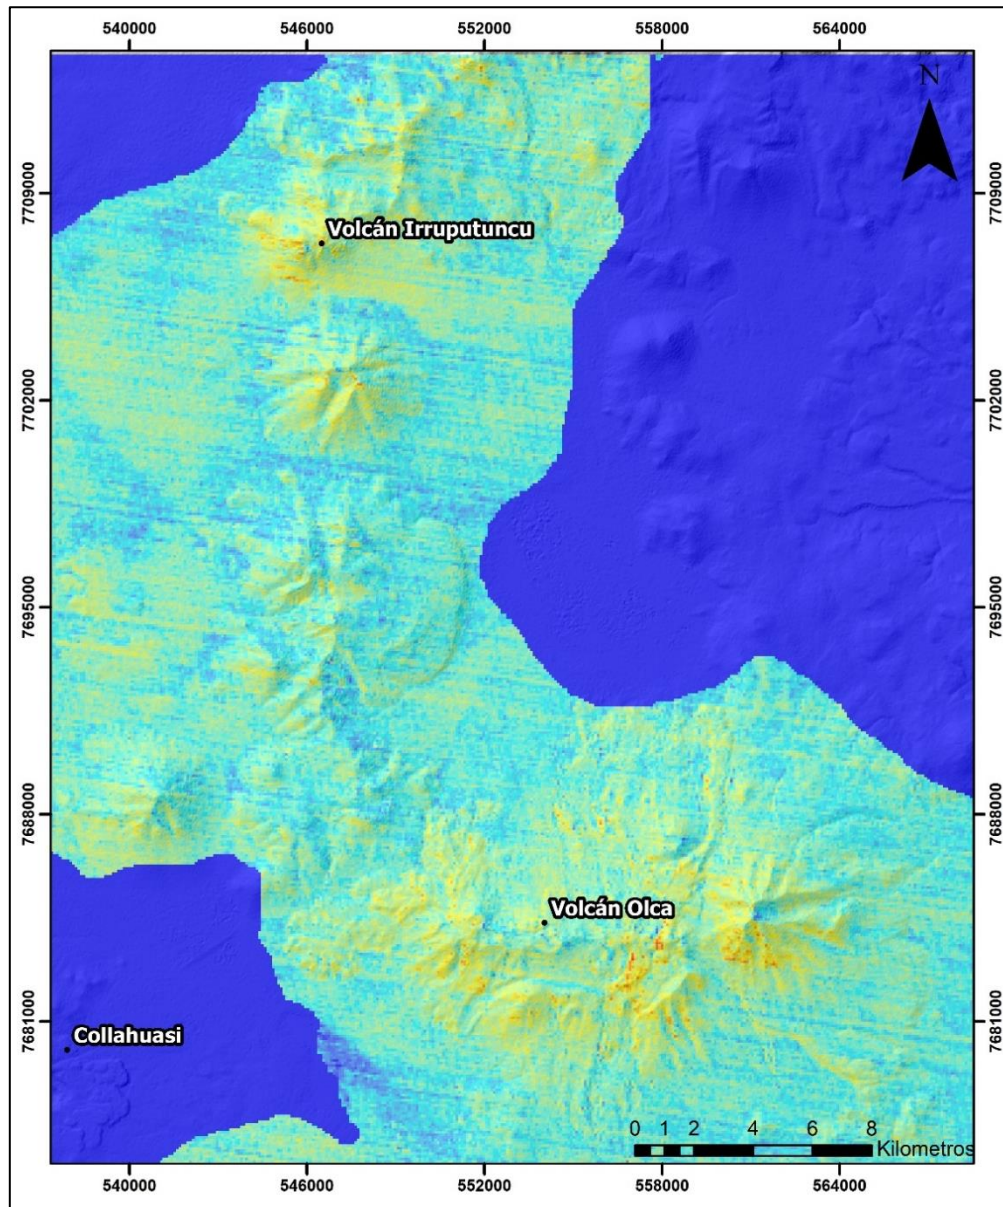 540000 546000 552000 558000 564000
N
7709000 7709000
Volcán Irruputuncu
7702000 7702000
7695000 7695000
7688000 7688000
Volcán Olca
7681000 7681000
Collahuasi
0 1 2 4 6 8
Kilometros
540000 546000 552000 558000 564000